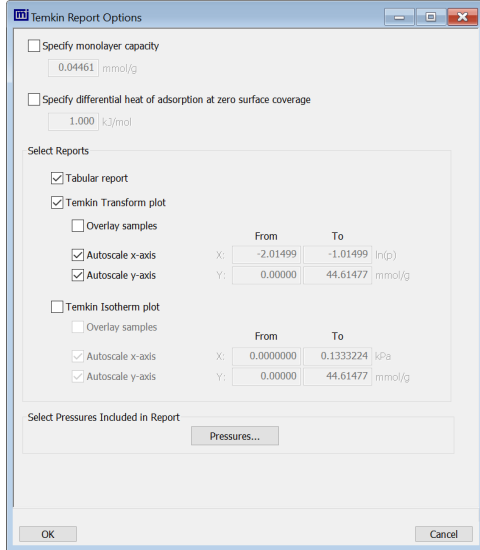 mi Temkin Report Options
Specify monolayer capacity
0.04461 mmol/g
Specify differential heat of adsorption at zero surface coverage
1.000 kJ/mol
Select Reports
Tabular report
Temkin Transform plot
Overlay samples
From To
Autoscale x-axis X: -2.01499 -1.01499 ln(p)
Autoscale y-axis Y: 0.00000 44.61477 mmol/g
Temkin Isotherm plot
Overlay samples
From To
Autoscale x-axis X: 0.0000000 0.1333224 kPa
Autoscale y-axis Y: 0.00000 44.61477 mmol/g
Select Pressures Included in Report
Pressures...
OK Cancel